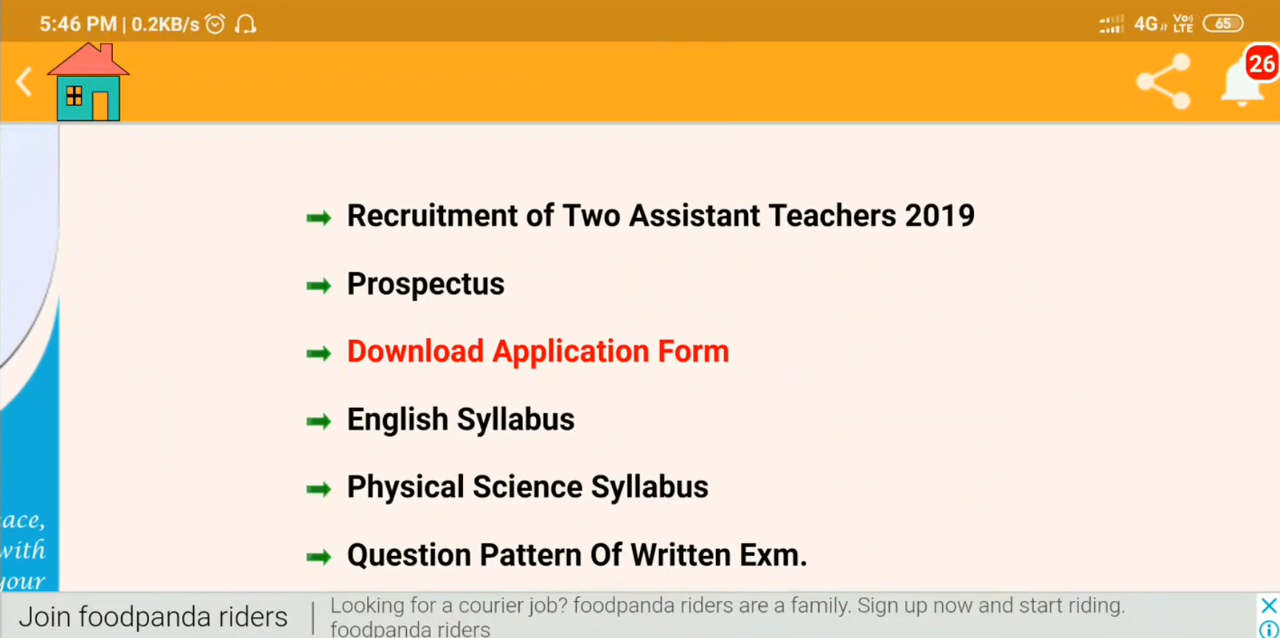 5:46 PM | 0.2KB/s
4G Vo) LTE 65
26
Recruitment of Two Assistant Teachers 2019
Prospectus
Download Application Form
English Syllabus
Physical Science Syllabus
Question Pattern Of Written Exm.
ace,
with
your
Join foodpanda riders
Looking for a courier job? foodpanda riders are a family. Sign up now and start riding.
foodpanda riders